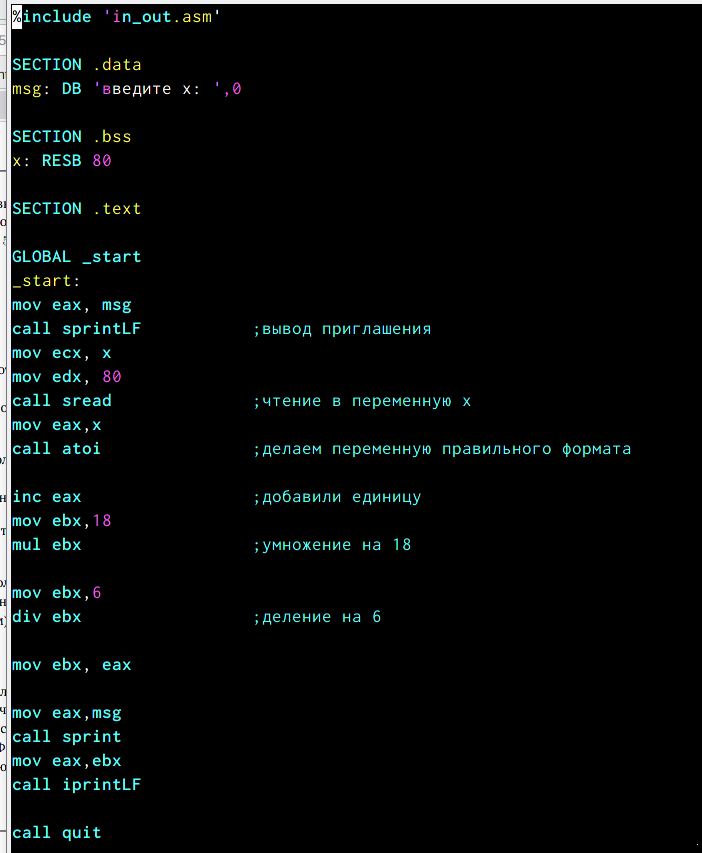 %include 'in_out.asm'
SECTION .data
msg: DB 'введите x: ',0
SECTION .bss
x: RESB 80
SECTION .text
GLOBAL _start
_start:
mov eax, msg
call sprintLF ;вывод приглашения
mov ecx, x
mov edx, 80
call sread ;чтение в переменную x
mov eax,x
call atoi ;делаем переменную правильного формата
inc eax ;добавили единицу
mov ebx,18
mul ebx ;умножение на 18
mov ebx,6
div ebx ;деление на 6
mov ebx, eax
mov eax,msg
call sprint
mov eax,ebx
call iprintLF
call quit